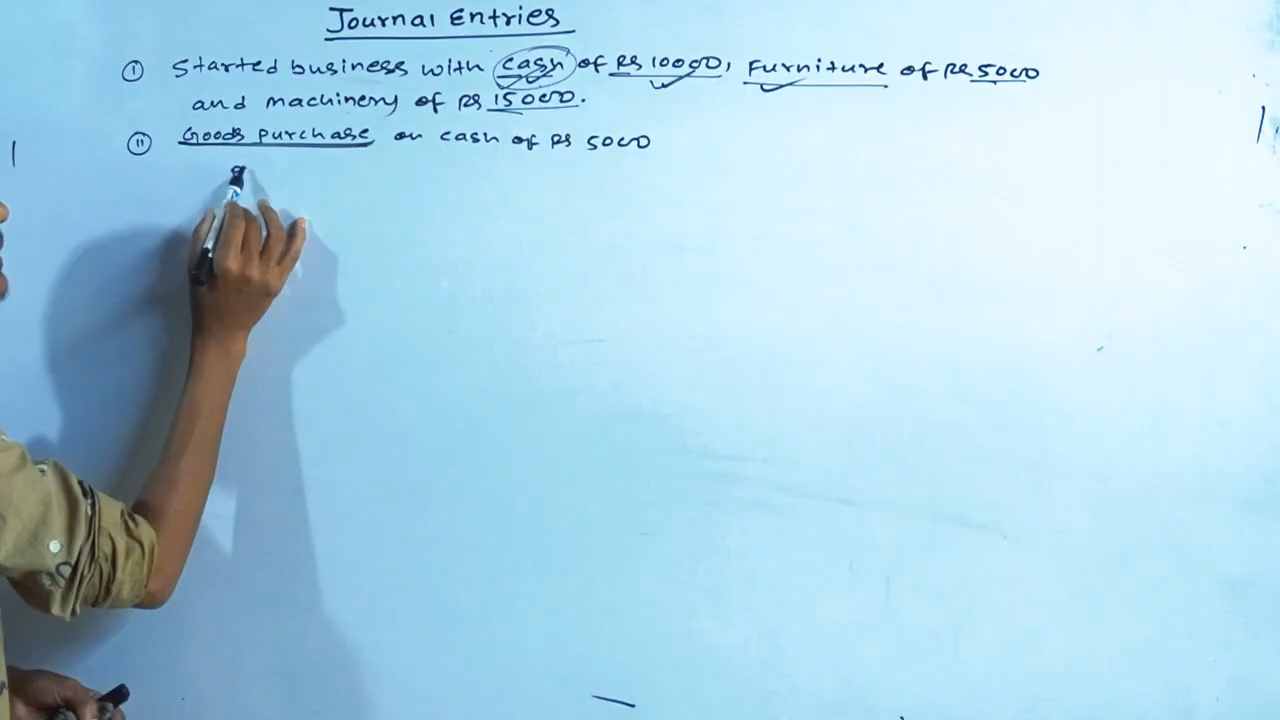 Journal Entries
(i) Started business with cash of Rs 10000, Furniture of Rs 5000
and machinery of Rs 15000.
(ii) Goods purchase on cash of Rs 5000